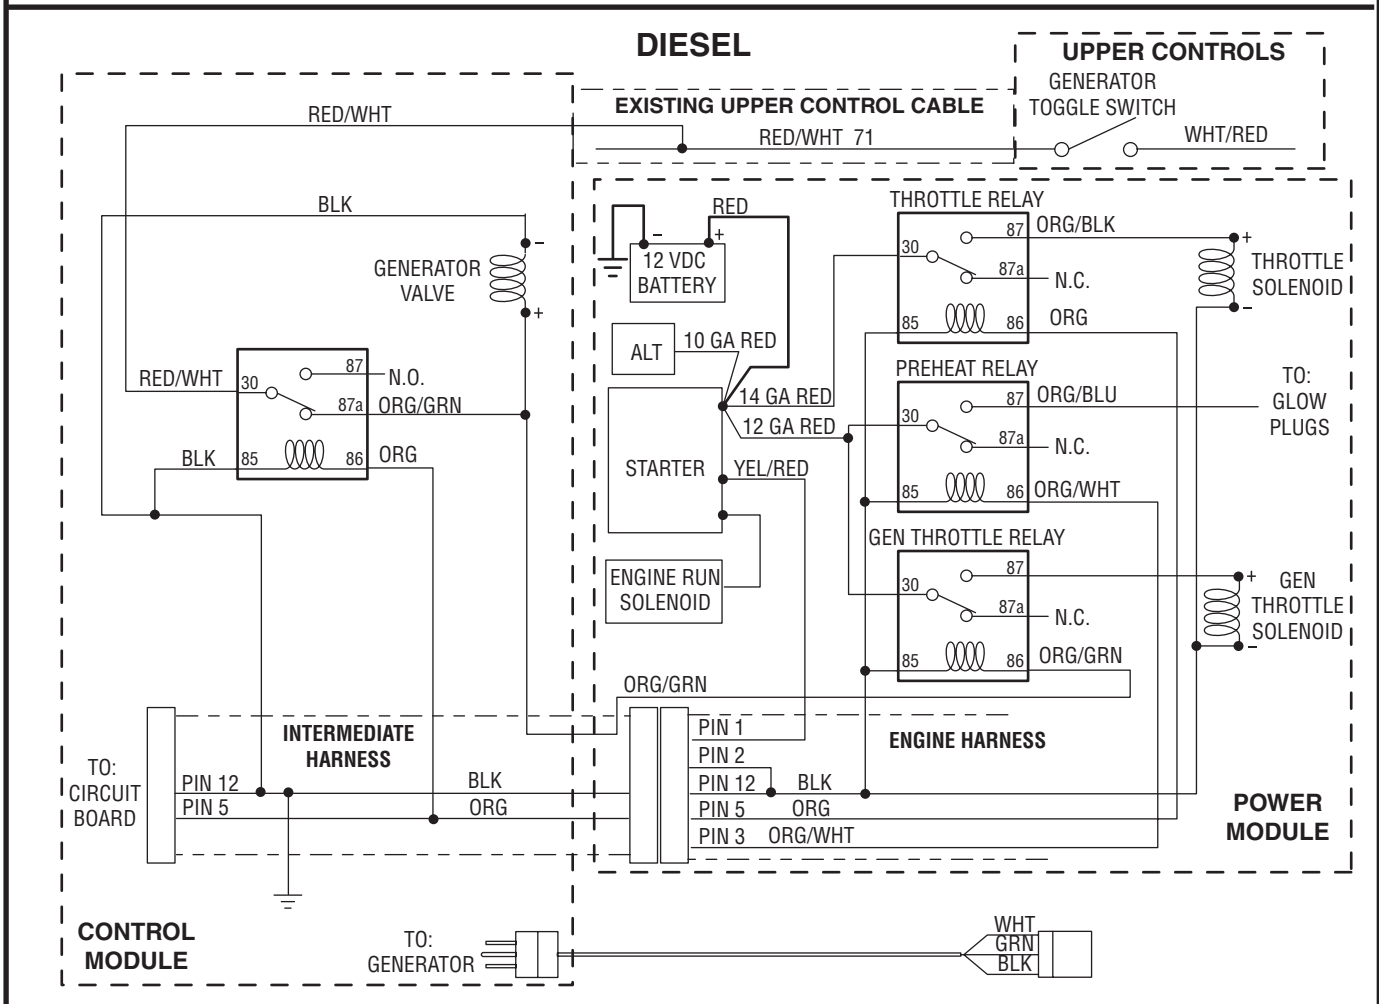 DIESEL
UPPER CONTROLS
GENERATOR
TOGGLE SWITCH
WHT/RED
EXISTING UPPER CONTROL CABLE
RED/WHT 71
RED/WHT
BLK
GENERATOR
VALVE
-
+
RED/WHT
30
87
N.O.
87a
ORG/GRN
BLK
85
86
ORG
RED
-
+
12 VDC
BATTERY
ALT
10 GA RED
14 GA RED
12 GA RED
STARTER
YEL/RED
ENGINE RUN
SOLENOID
THROTTLE RELAY
87
ORG/BLK
30
87a
N.C.
85
86
ORG
+
THROTTLE
SOLENOID
-
PREHEAT RELAY
87
ORG/BLU
30
87a
N.C.
85
86
ORG/WHT
TO:
GLOW
PLUGS
GEN THROTTLE RELAY
87
30
87a
N.C.
85
86
ORG/GRN
+
GEN
THROTTLE
SOLENOID
-
ORG/GRN
INTERMEDIATE
HARNESS
TO:
CIRCUIT
BOARD
PIN 12
BLK
PIN 5
ORG
PIN 1
PIN 2
PIN 12 BLK
PIN 5 ORG
PIN 3 ORG/WHT
ENGINE HARNESS
POWER
MODULE
CONTROL
MODULE
TO:
GENERATOR
WHT
GRN
BLK